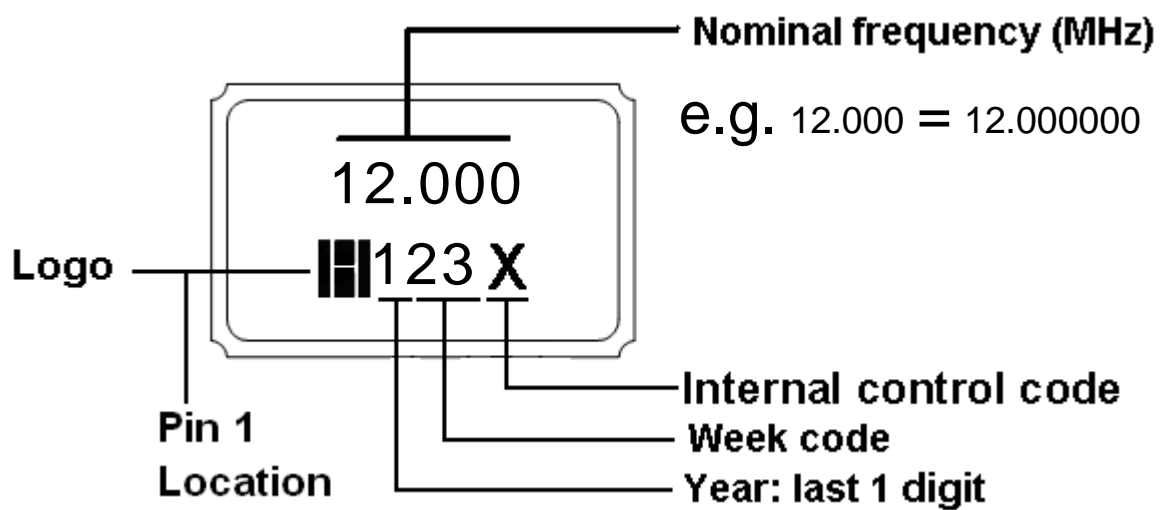 Nominal frequency (MHz)
e.g. 12.000 = 12.000000
12.000
Logo
123 X
Internal control code
Pin 1
Location
Week code
Year: last 1 digit